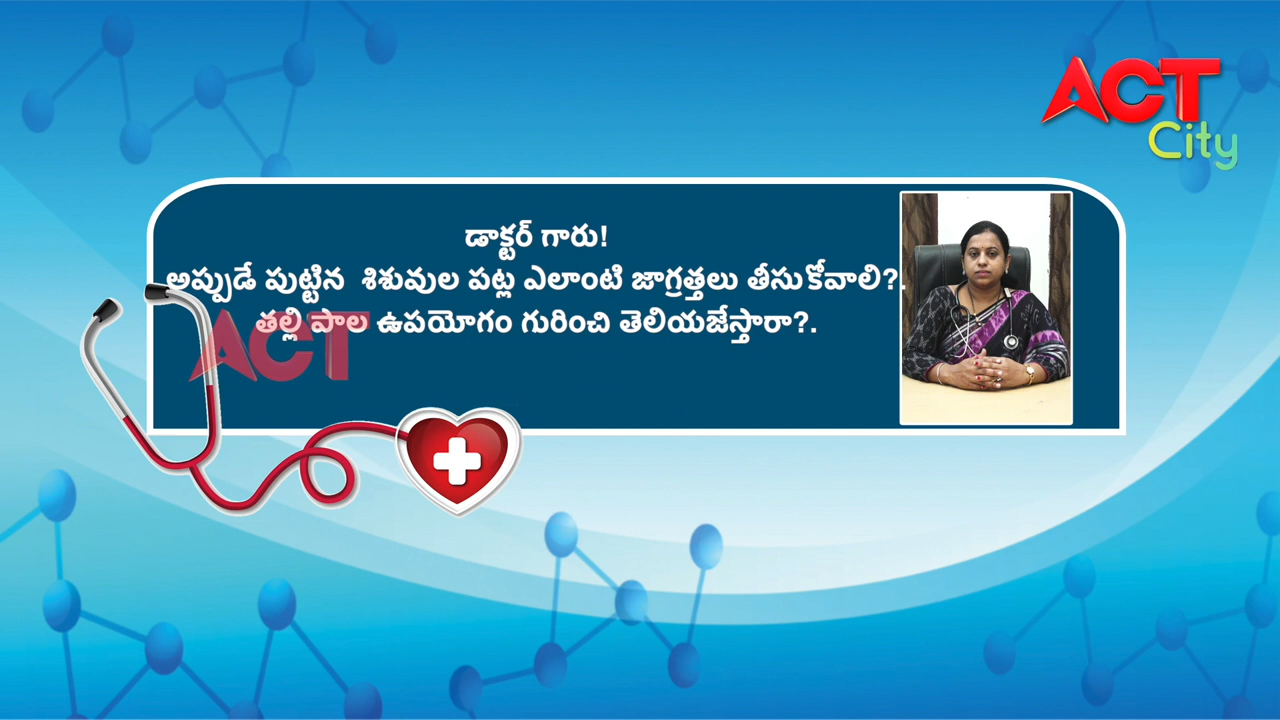 ACT
City
డాక్టర్ గారు!
అప్పుడే పుట్టిన శిశువుల పట్ల ఎలాంటి జాగ్రత్తలు తీసుకోవాలి?.
తల్లి పాల ఉపయోగం గురించి తెలియజేస్తారా?.
ACT